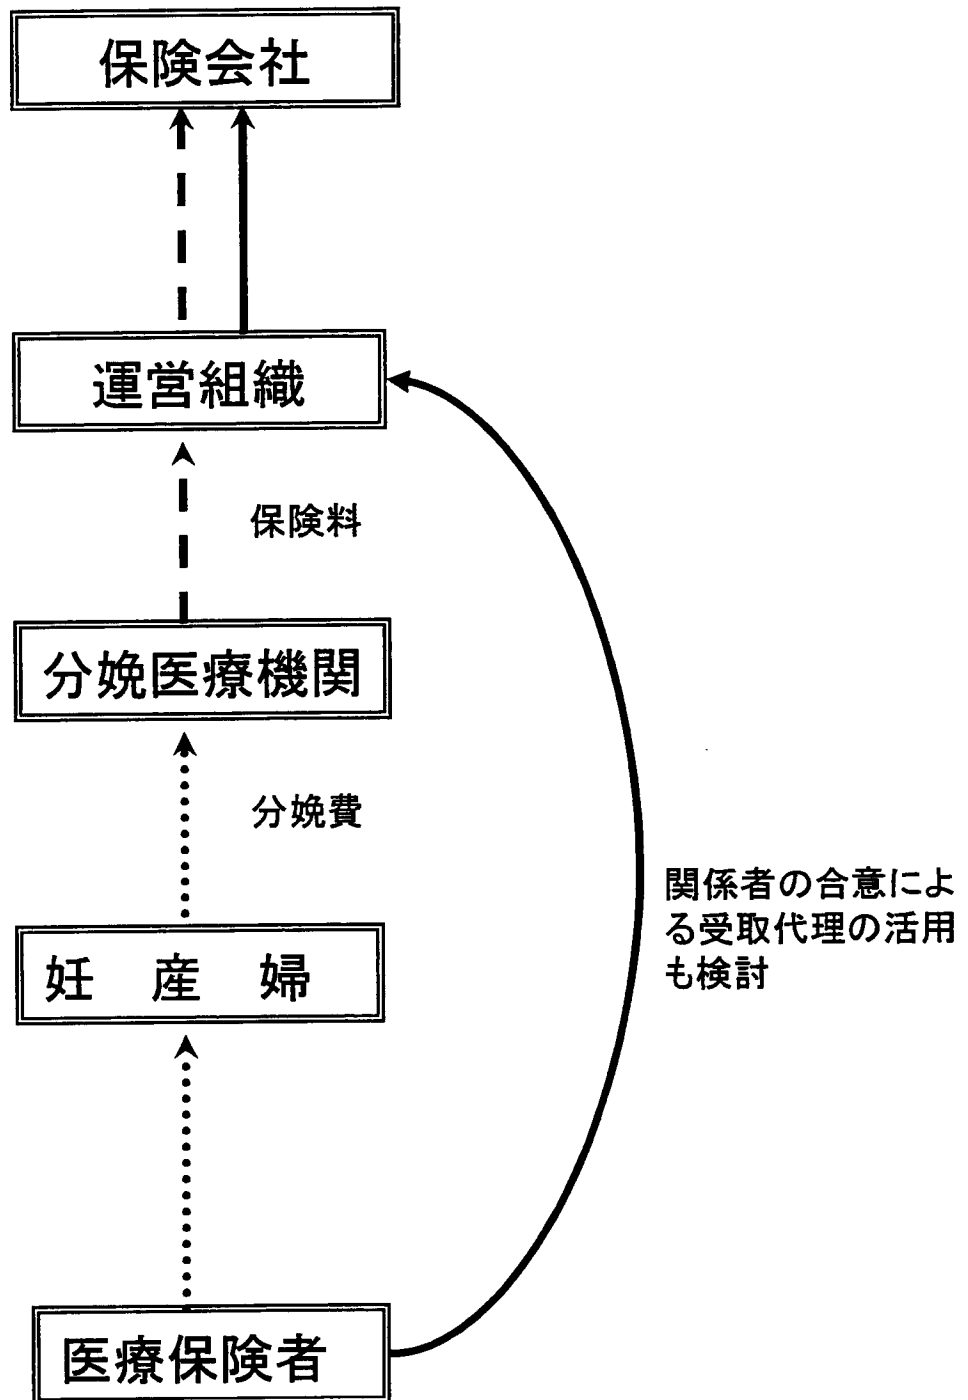 保険会社
運営組織
保険料
分娩医療機関
分娩費
関係者の合意によ
る受取代理の活用
も検討
妊 産 婦
医療保険者